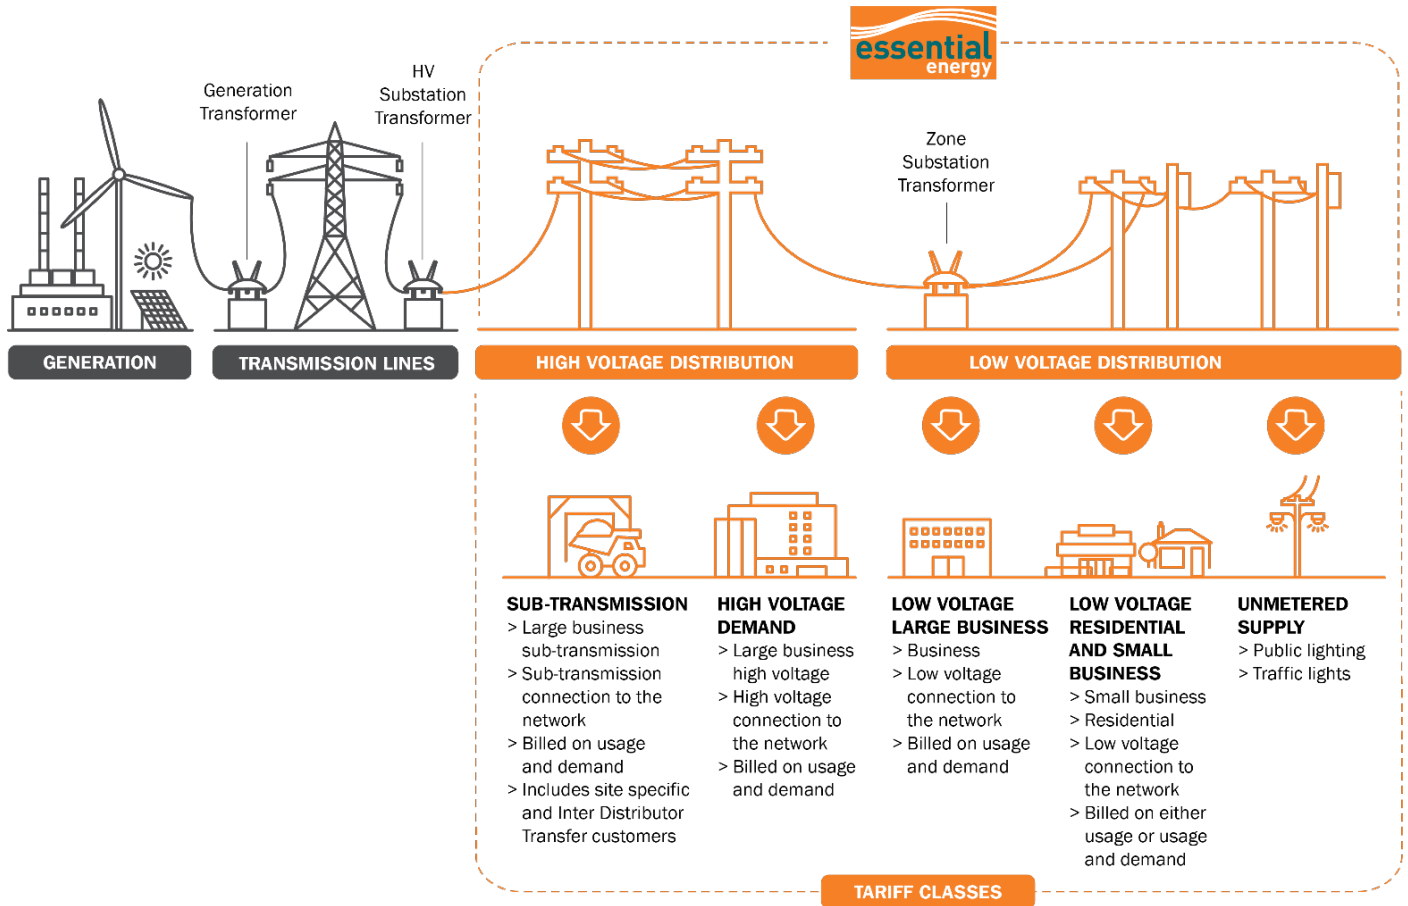 essential
energy
Generation
Transformer
HV
Substation
Transformer
Zone
Substation
Transformer
GENERATION
TRANSMISSION LINES
HIGH VOLTAGE DISTRIBUTION
LOW VOLTAGE DISTRIBUTION
SUB-TRANSMISSION
> Large business
sub-transmission
> Sub-transmission
connection to the
network
> Billed on usage
and demand
> Includes site specific
and Inter Distributor
Transfer customers
HIGH VOLTAGE
DEMAND
> Large business
high voltage
> High voltage
connection to
the network
> Billed on usage
and demand
LOW VOLTAGE
LARGE BUSINESS
> Business
> Low voltage
connection to
the network
> Billed on usage
and demand
LOW VOLTAGE
RESIDENTIAL
AND SMALL
BUSINESS
> Small business
> Residential
> Low voltage
connection to
the network
> Billed on either
usage or usage
and demand
UNMETERED
SUPPLY
> Public lighting
> Traffic lights
TARIFF CLASSES